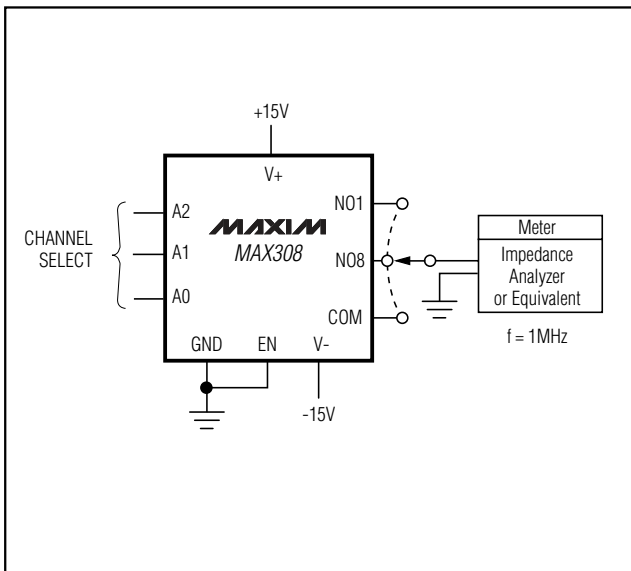 +15V
V+
A2
A1
A0
CHANNEL
SELECT
MAXIM
MAX308
NO1
NO8
COM
GND
EN
V-
-15V
Meter
Impedance
Analyzer
or Equivalent
f = 1MHz